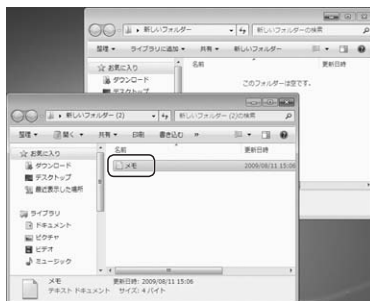 新しいフォルダー
新しいフォルダーの検索
整理
ライブラリに追加
共有
新しいフォルダー
お気に入り
ダウンロード
デスクトップ
名前
更新日時
このフォルダーは空です。
新しいフォルダー (2)
新しいフォルダー (2)の検索
整理
開く
共有
印刷
書き込む
»
お気に入り
ダウンロード
デスクトップ
最近表示した場所
ライブラリ
ドキュメント
ピクチャ
ビデオ
ミュージック
名前
更新日時
メモ
2009/08/11 15:06
メモ
更新日時: 2009/08/11 15:06
テキスト ドキュメント
サイズ: 4 バイト